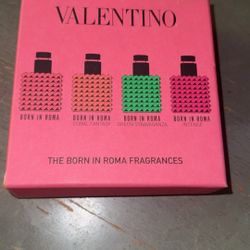 VALENTINO
BORN IN ROMA BORN IN ROMA BORN IN ROMA BORN IN ROMA
CORAL FANTASY GREEN STRAVAGANZA INTENSE
THE BORN IN ROMA FRAGRANCES